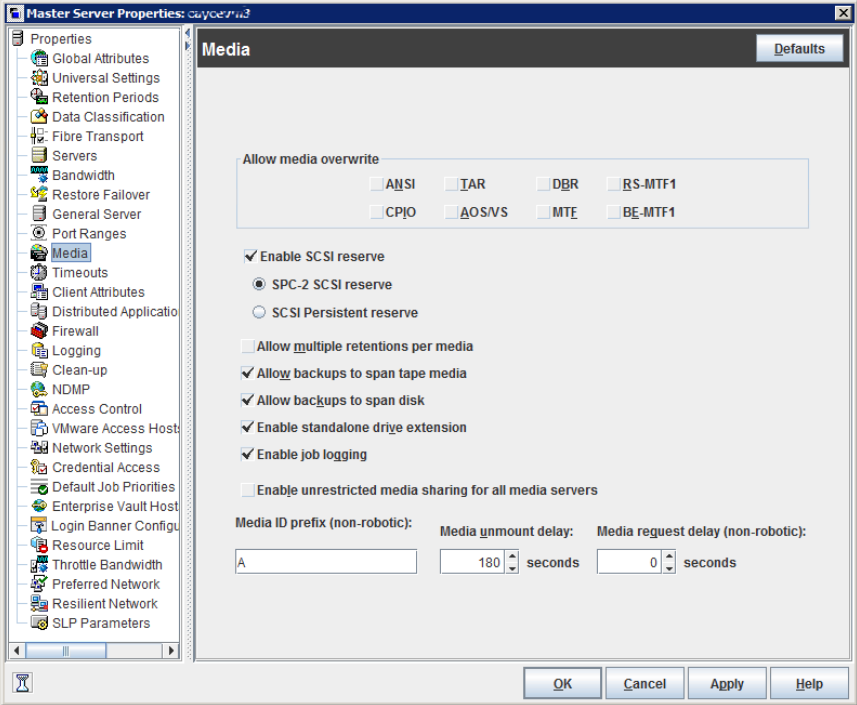 Master Server Properties:
Properties
Global Attributes
Universal Settings
Retention Periods
Data Classification
Fibre Transport
Servers
Bandwidth
Restore Failover
General Server
Port Ranges
Media
Timeouts
Client Attributes
Distributed Applicatio
Firewall
Logging
Clean-up
NDMP
Access Control
VMware Access Hosts
Network Settings
Credential Access
Default Job Priorities
Enterprise Vault Host
Login Banner Configu
Resource Limit
Throttle Bandwidth
Preferred Network
Resilient Network
SLP Parameters
Media
Defaults
Allow media overwrite
ANSI TAR DBR RS-MTF1
CPIO AOS/VS MTF BE-MTF1
Enable SCSI reserve
SPC-2 SCSI reserve
SCSI Persistent reserve
Allow multiple retentions per media
Allow backups to span tape media
Allow backups to span disk
Enable standalone drive extension
Enable job logging
Enable unrestricted media sharing for all media servers
Media ID prefix (non-robotic): Media unmount delay: Media request delay (non-robotic):
A 180 seconds 0 seconds
OK Cancel Apply Help